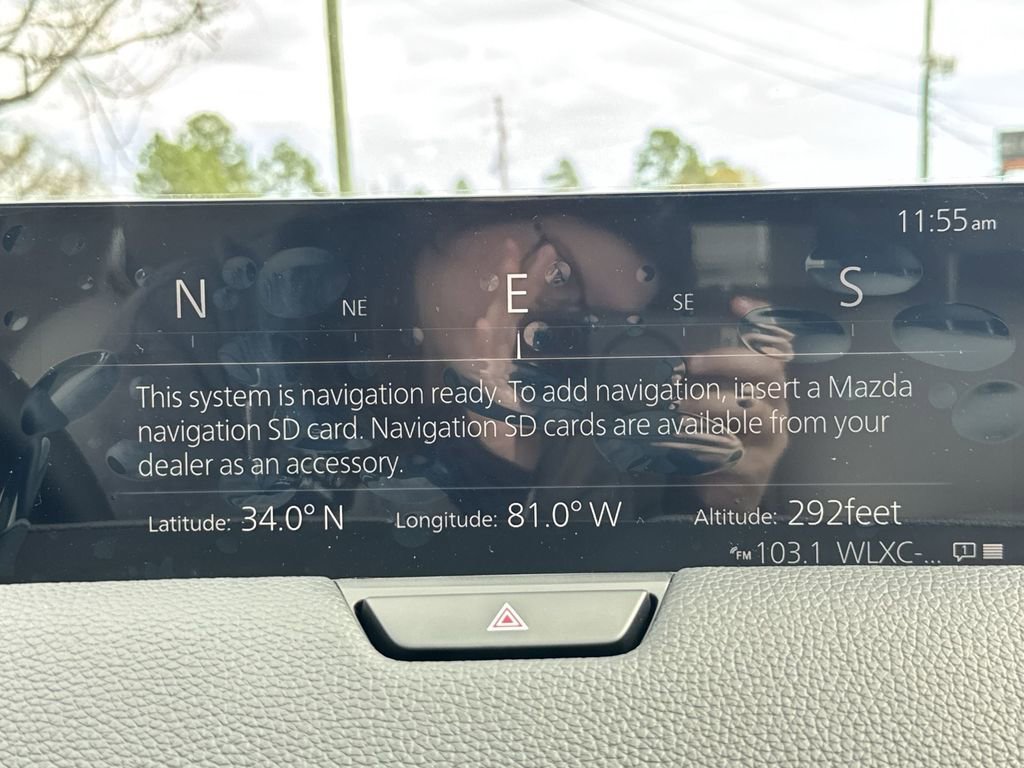 11:55am
N NE E SE S
This system is navigation ready. To add navigation, insert a Mazda
navigation SD card. Navigation SD cards are available from your
dealer as an accessory.
Latitude: 34.0° N Longitude: 81.0° W Altitude: 292feet
FM 103.1 WLXC-... 1